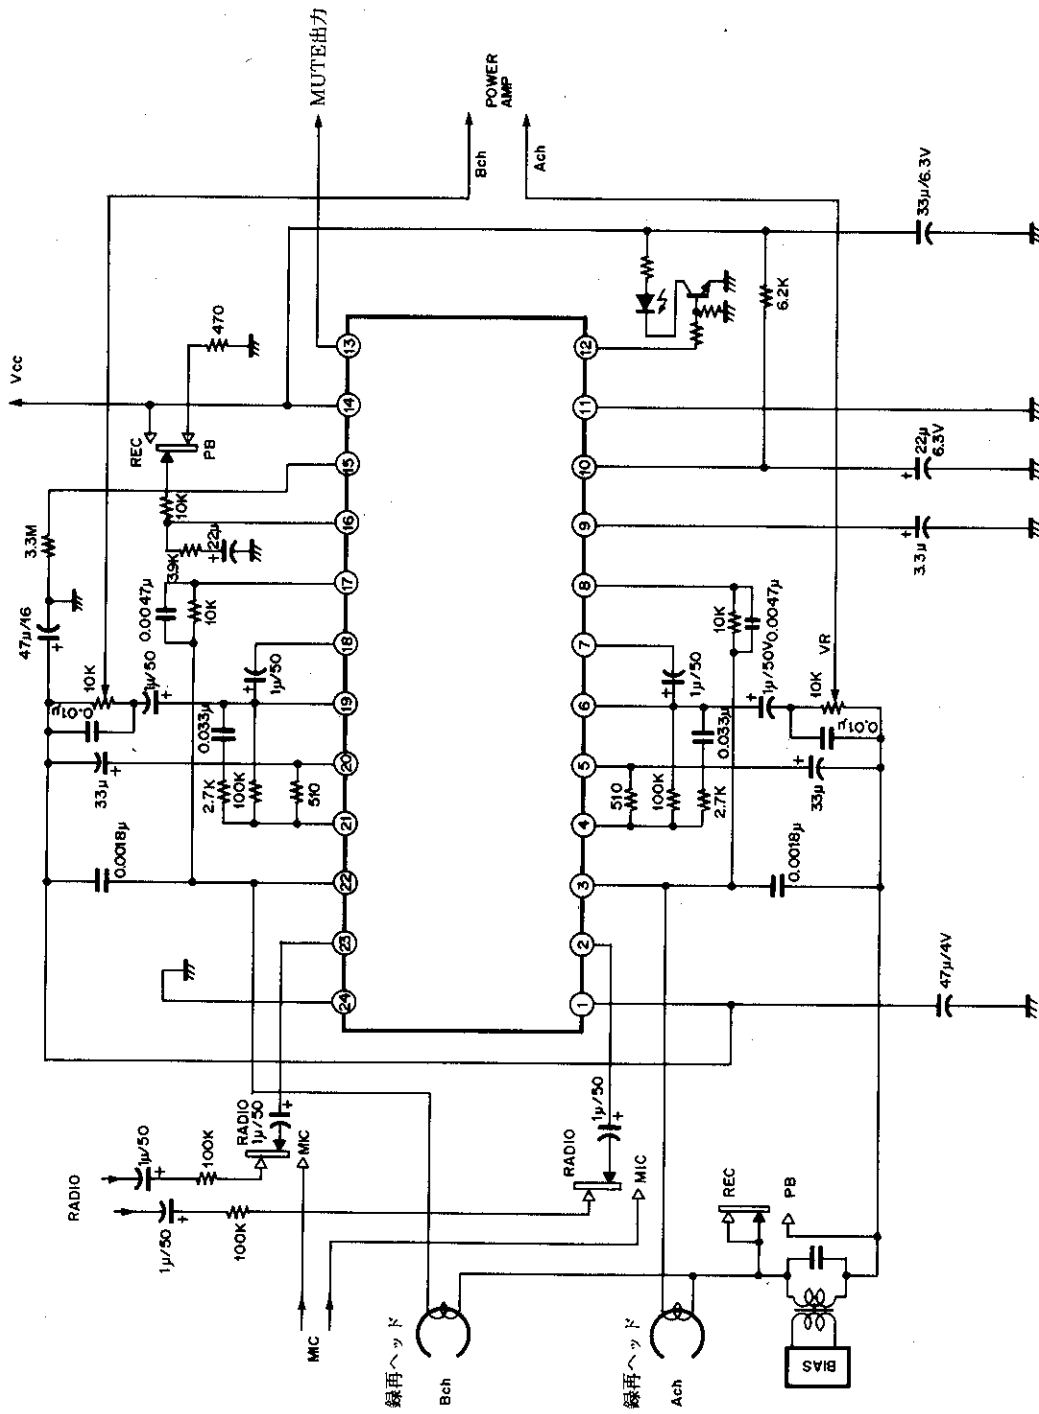 RADIO
1μ/50
1μ/50
100K
100K
RADIO
1μ/50
MIC
MIC
47μ/16
3.3M
Vcc
0.0018μ
33μ
0.01μ
10K
1μ/50
0.0047μ
10K
3.9K
22μ
10K
REC
PB
470
2.7K
0.033μ
100K
510
1μ/50
MUTE出力
24
23
22
21
20
19
18
17
16
15
14
13
録再ヘッド
Bch
Bch
POWER
AMP
Ach
1
2
3
4
5
6
7
8
9
10
11
12
1μ/50
RADIO
MIC
510
100K
2.7K
0.033μ
1μ/50
10K
0.0047μ
1μ/50V
6.2K
録再ヘッド
Ach
REC
PB
0.0018μ
33μ
0.01μ
10K
VR
BIAS
47μ/4V
3.3μ
22μ
6.3V
33μ/6.3V